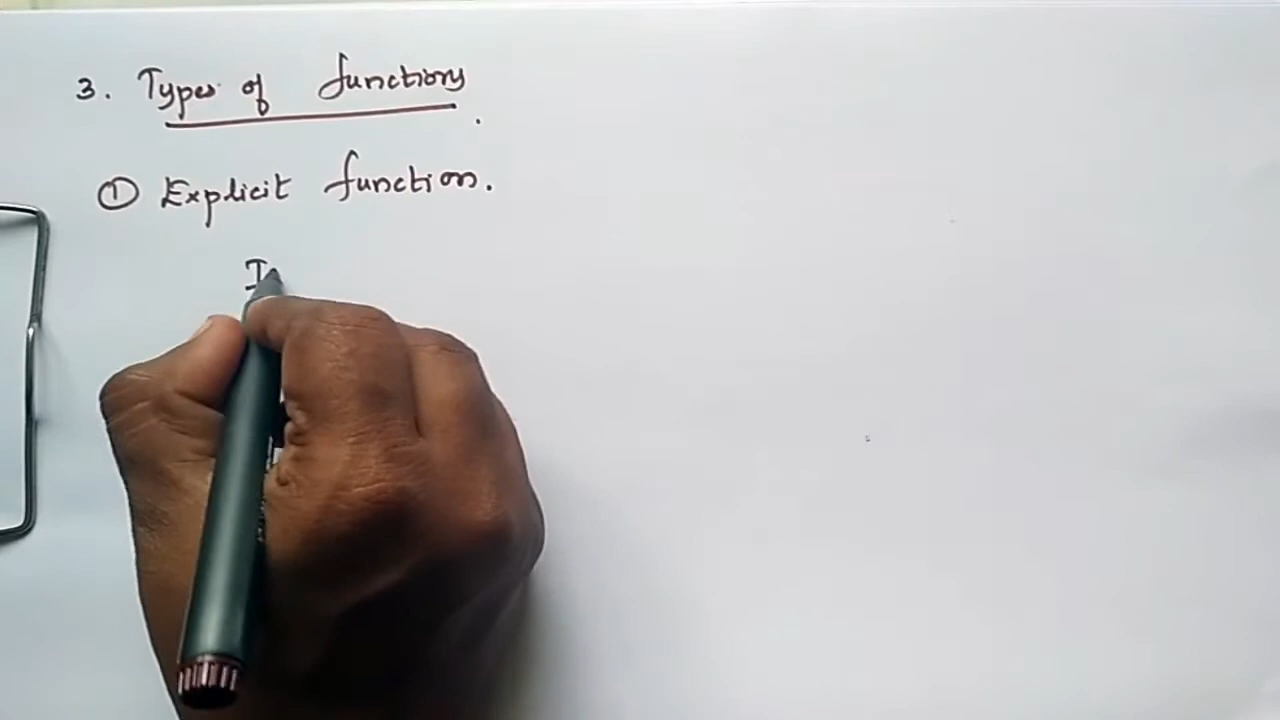 3. Types of functions.
① Explicit function.
I